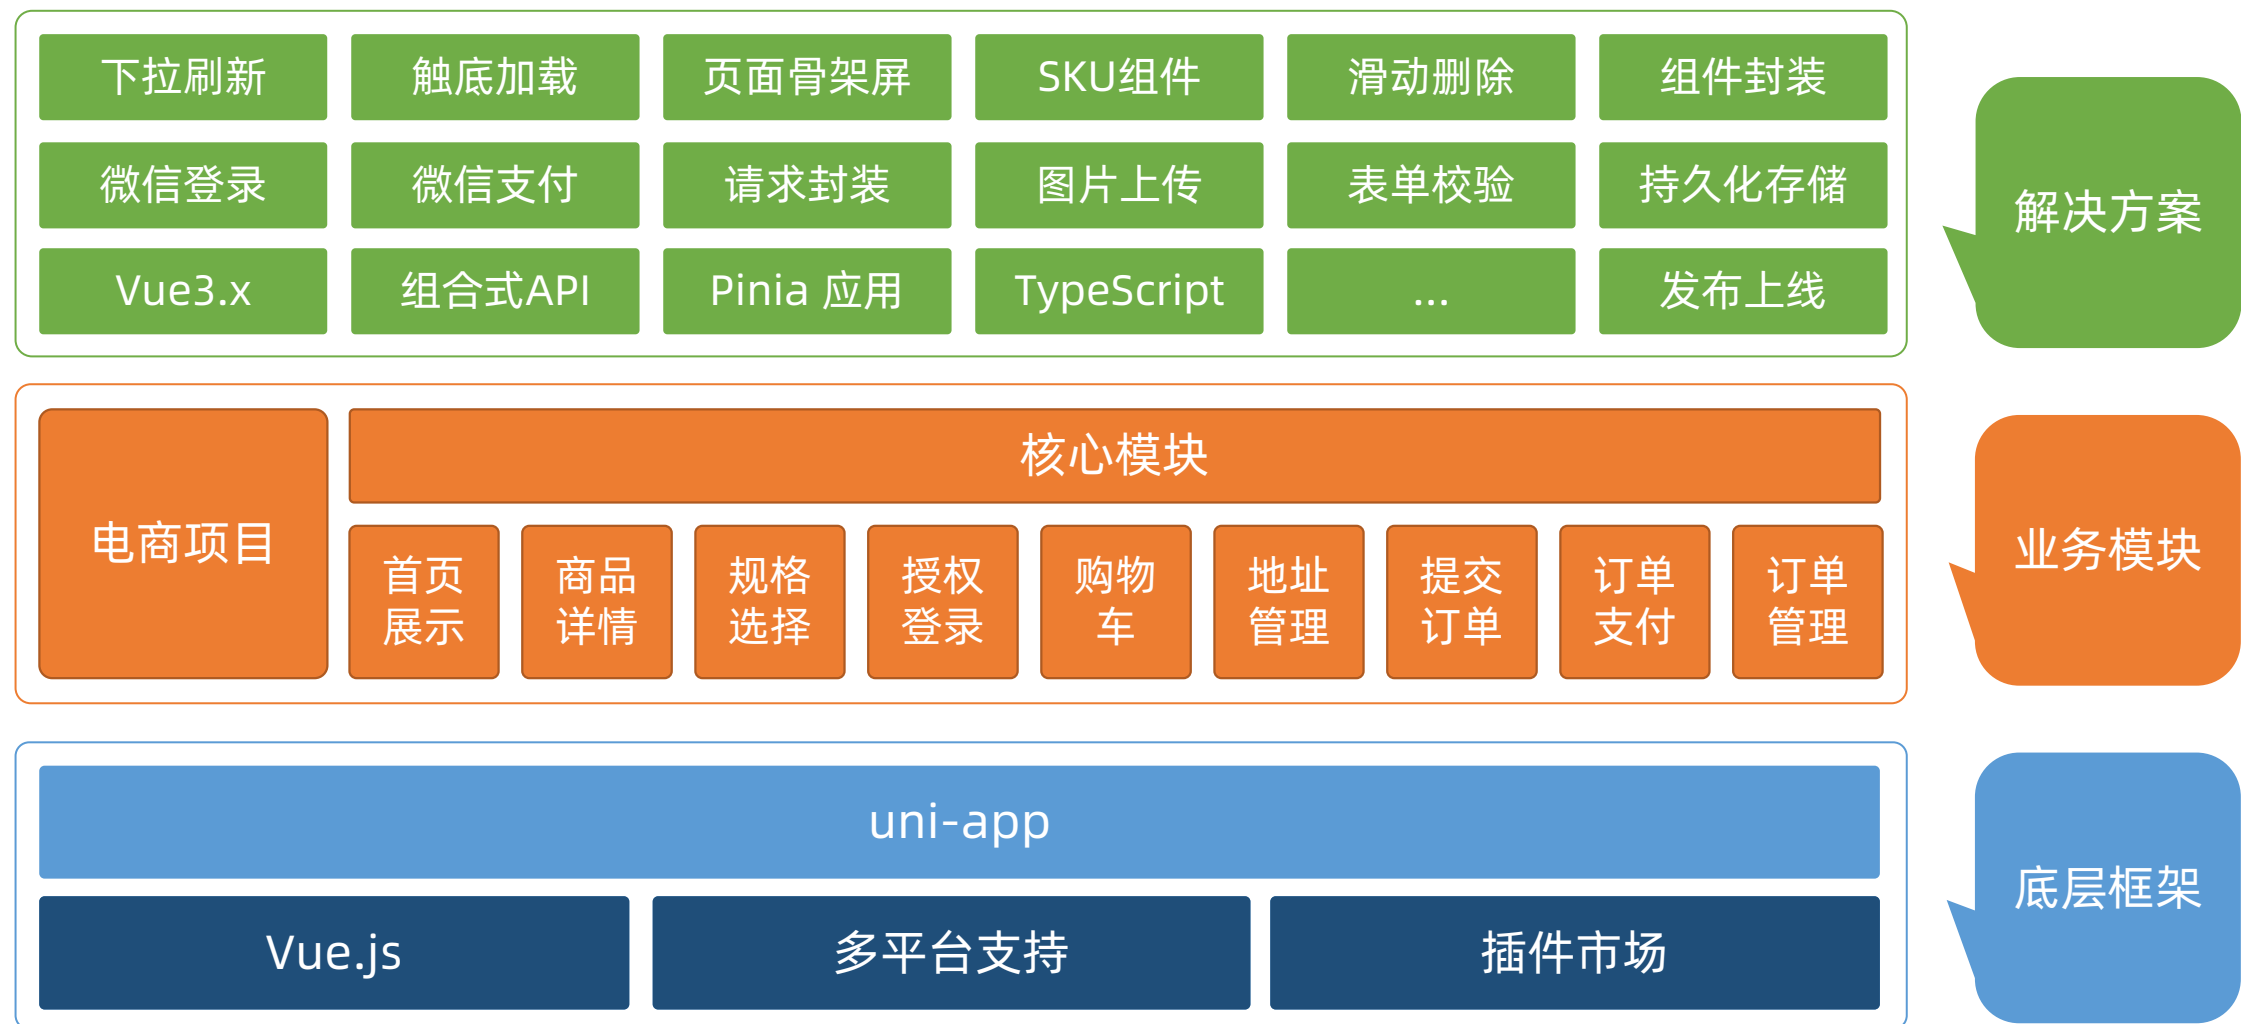 下拉刷新
触底加载
页面骨架屏
SKU组件
滑动删除
组件封装
微信登录
微信支付
请求封装
图片上传
表单校验
持久化存储
Vue3.x
组合式API
Pinia 应用
TypeScript
...
发布上线
解决方案
电商项目
核心模块
首页
展示
商品
详情
规格
选择
授权
登录
购物
车
地址
管理
提交
订单
订单
支付
订单
管理
业务模块
uni-app
Vue.js
多平台支持
插件市场
底层框架